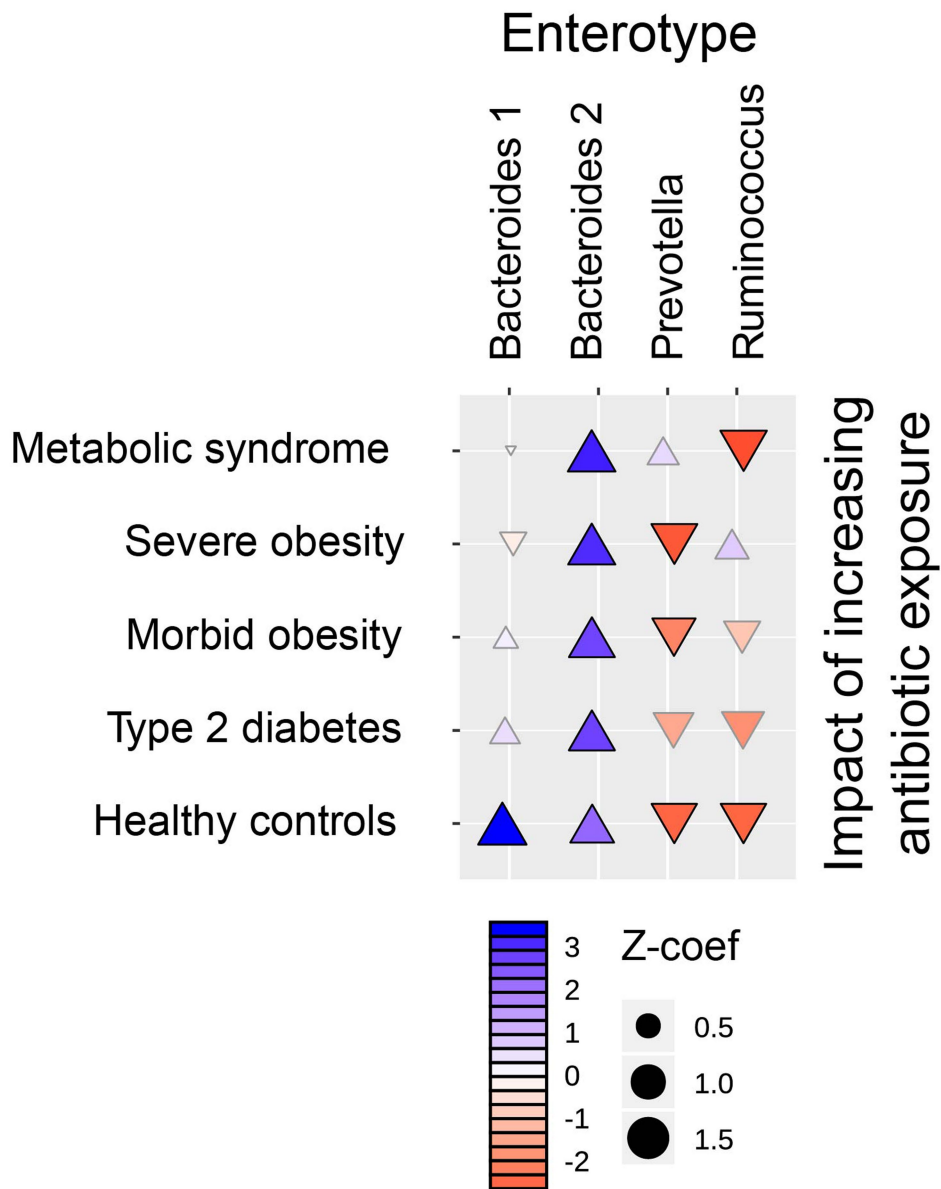 Enterotype
Bacteroides 1
Bacteroides 2
Prevotella
Ruminococcus
Metabolic syndrome
Severe obesity
Morbid obesity
Type 2 diabetes
Healthy controls
Impact of increasing
antibiotic exposure
3
2
1
0
-1
-2
Z-coef
0.5
1.0
1.5